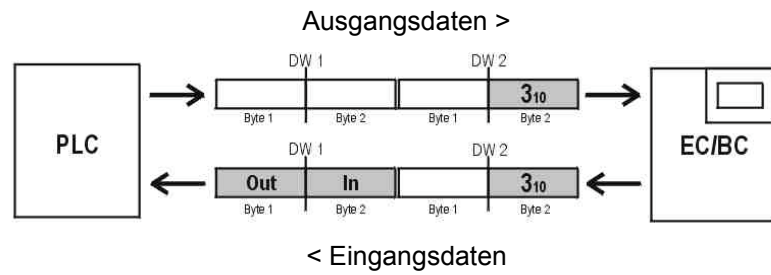 Ausgangsdaten >
DW 1 DW 2
3₁₀
Byte 1 Byte 2 Byte 1 Byte 2
PLC EC/BC
DW 1 DW 2
Out In 3₁₀
Byte 1 Byte 2 Byte 1 Byte 2
< Eingangsdaten